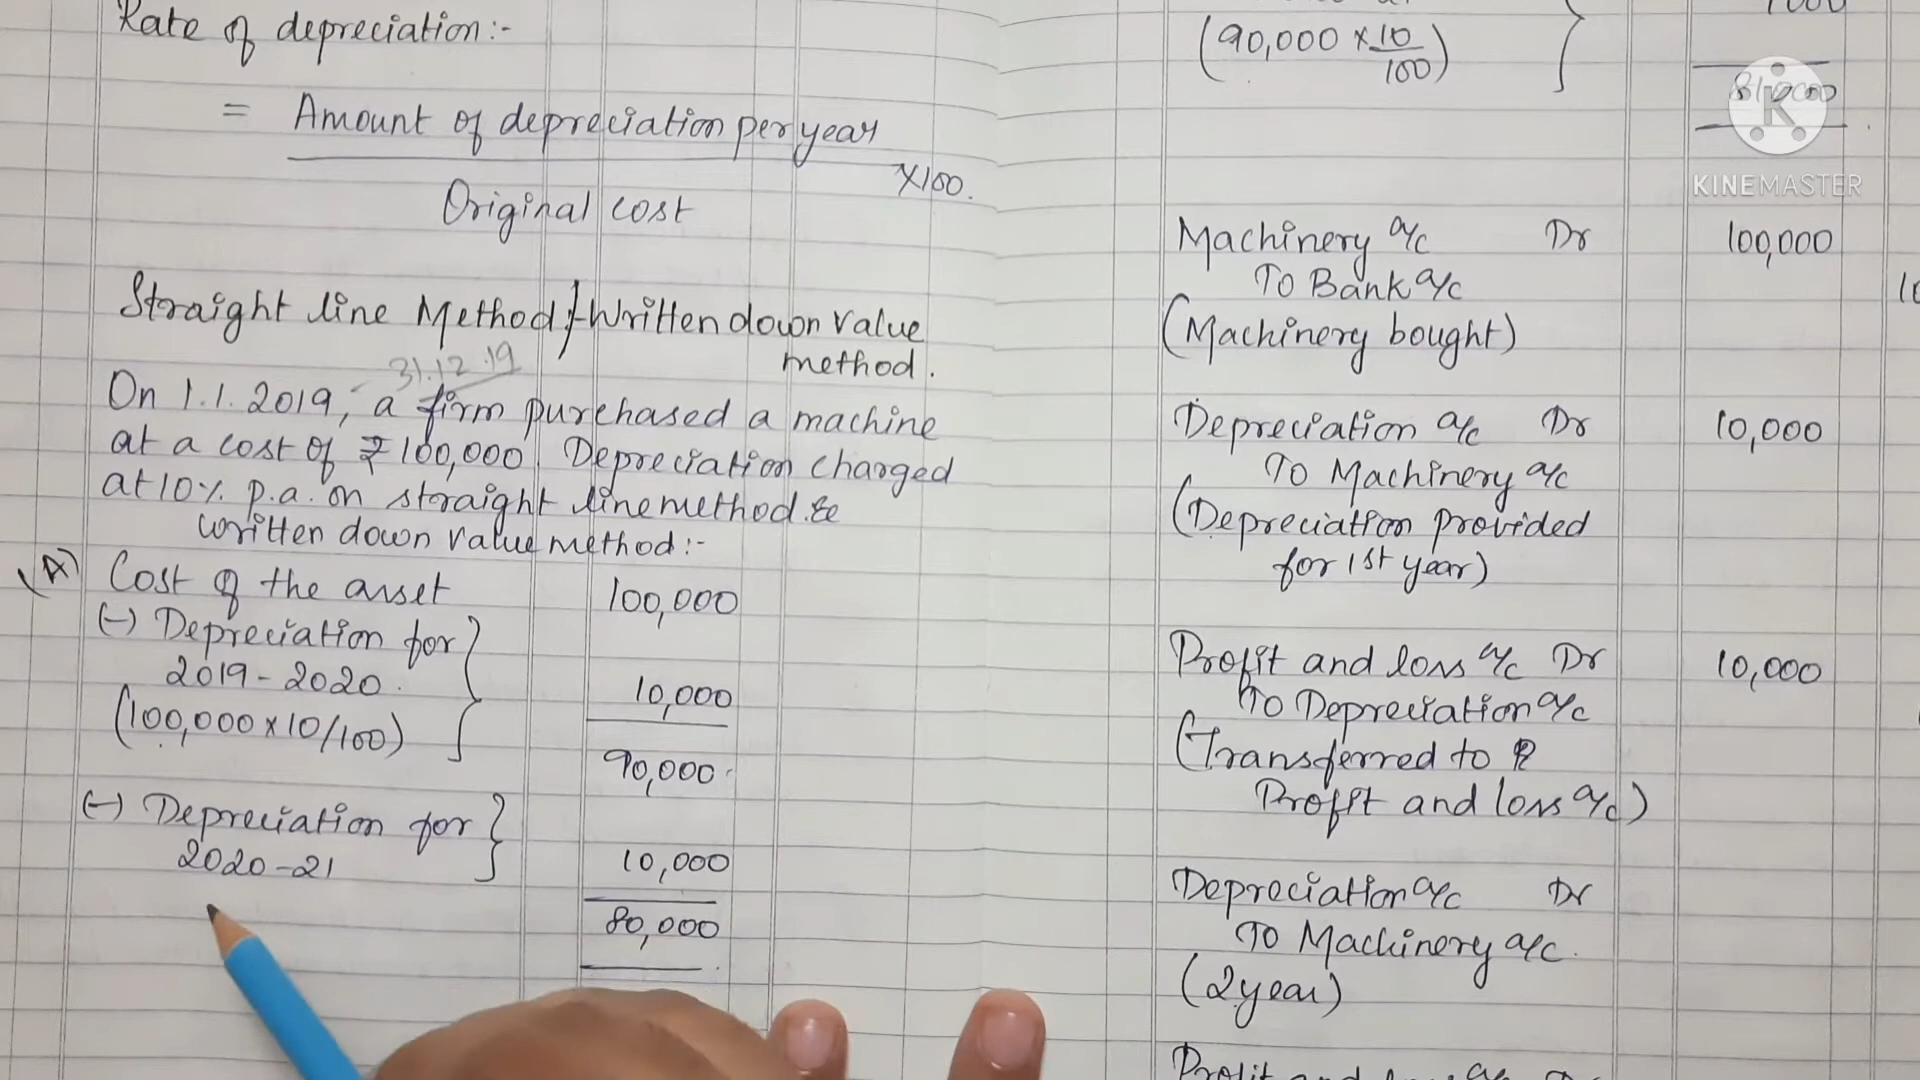 Rate of depreciation:-
= Amount of depreciation per year
×100.
Original cost
Straight line Method /- Written down value
method.
31.12.19
On 1.1.2019, a firm purchased a machine
at a cost of ₹100,000 Depreciation charged
at 10% p.a. on straight line method &
written down value method:-
(A) Cost of the asset 100,000
(-) Depreciation for
2019-2020. 10,000
(100,000×10/100)
90,000
(-) Depreciation for
2020-21 10,000
80,000
(90,000 × 10/100)
KINEMASTER
Machinery a/c Dr 100,000
To Bank a/c
(Machinery bought)
Depreciation a/c Dr 10,000
To Machinery a/c
(Depreciation provided
for 1st year)
Profit and loss a/c Dr 10,000
To Depreciation a/c
(Transferred to
Profit and loss a/c)
Depreciation a/c Dr
To Machinery a/c.
(2year)